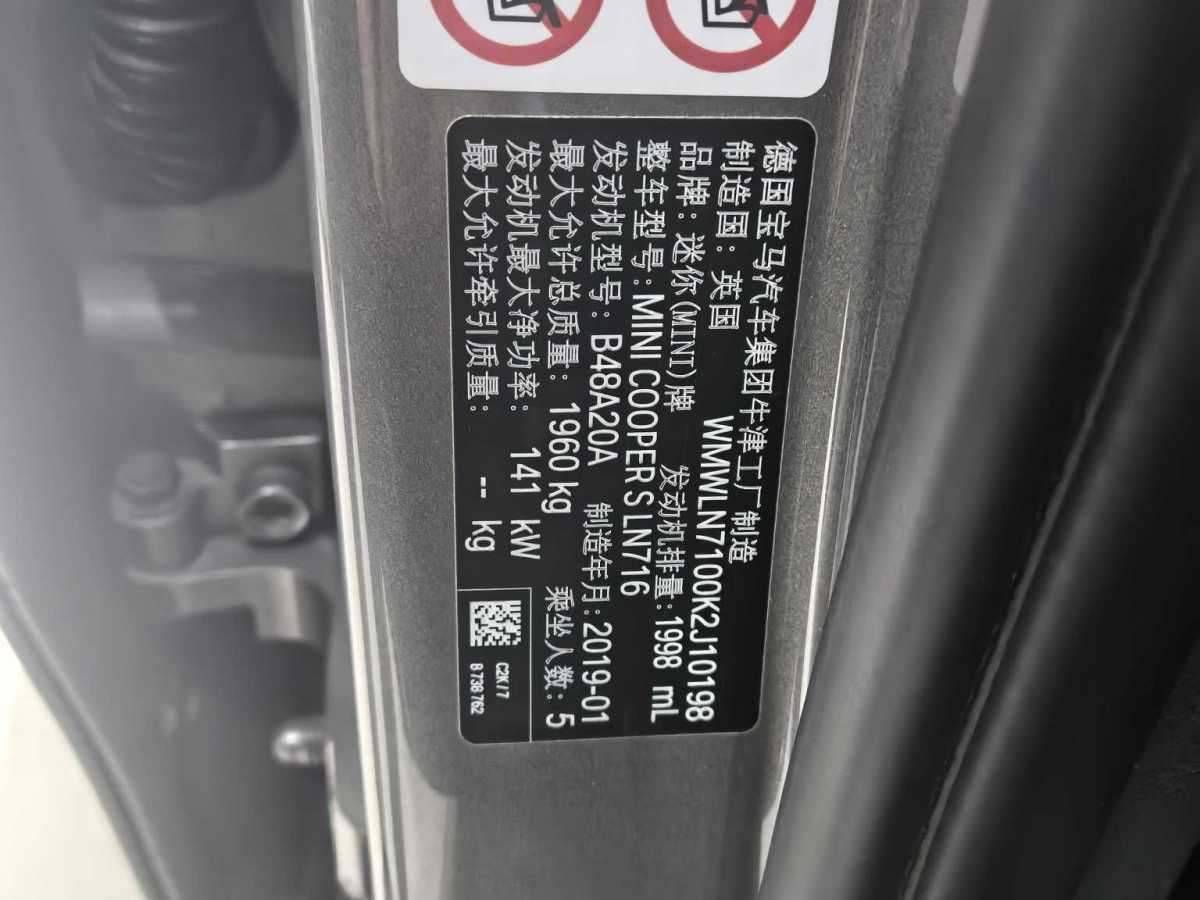 德国宝马汽车集团牛津工厂制造
制造国: 英国 WMWLN7100K2J10198
品牌: 迷你(MINI)牌 发动机排量:1998 mL
整车型号:MINI COOPER S LN716
发动机型号: B48A20A 制造年月:2019-01
最大允许总质量: 1960 kg 乘坐人数: 5
发动机最大净功率: 141 kW
最大允许牵引质量: -- kg
C2K/7
8 738 762